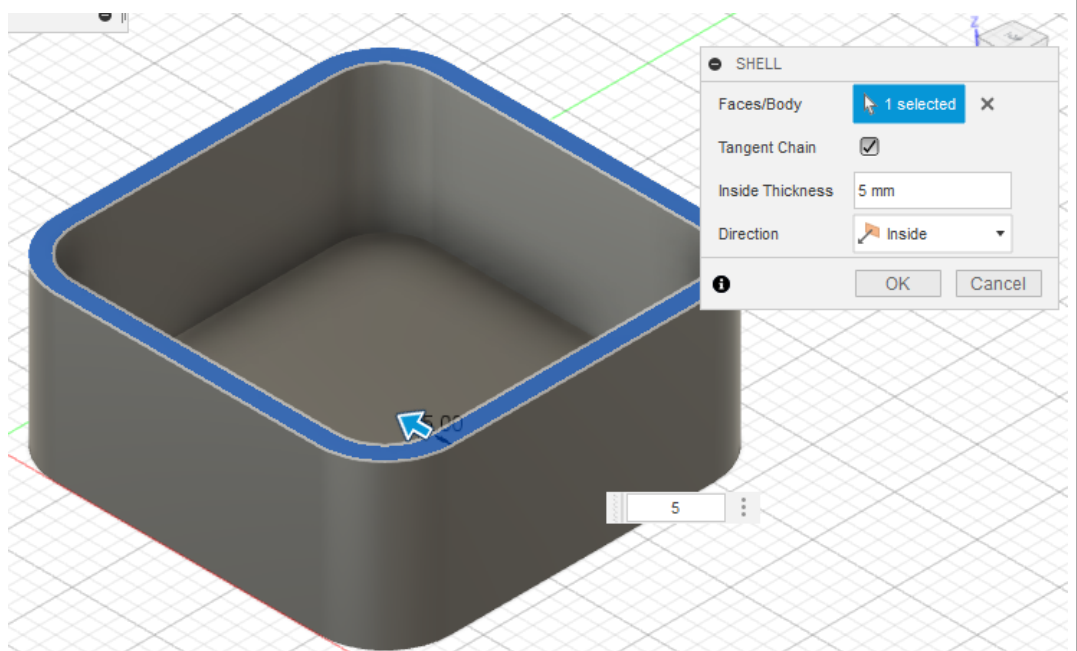 Z
SHELL
Faces/Body 1 selected
Tangent Chain
Inside Thickness 5 mm
Direction Inside
OK Cancel
5.00
5